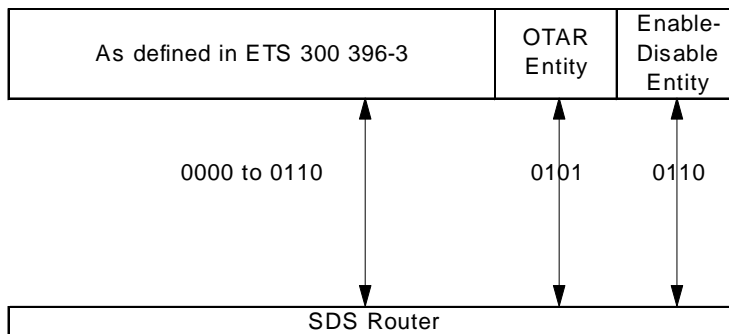 As defined in ETS 300 396-3
OTAR
Entity
Enable-
Disable
Entity
0000 to 0110
0101
0110
SDS Router